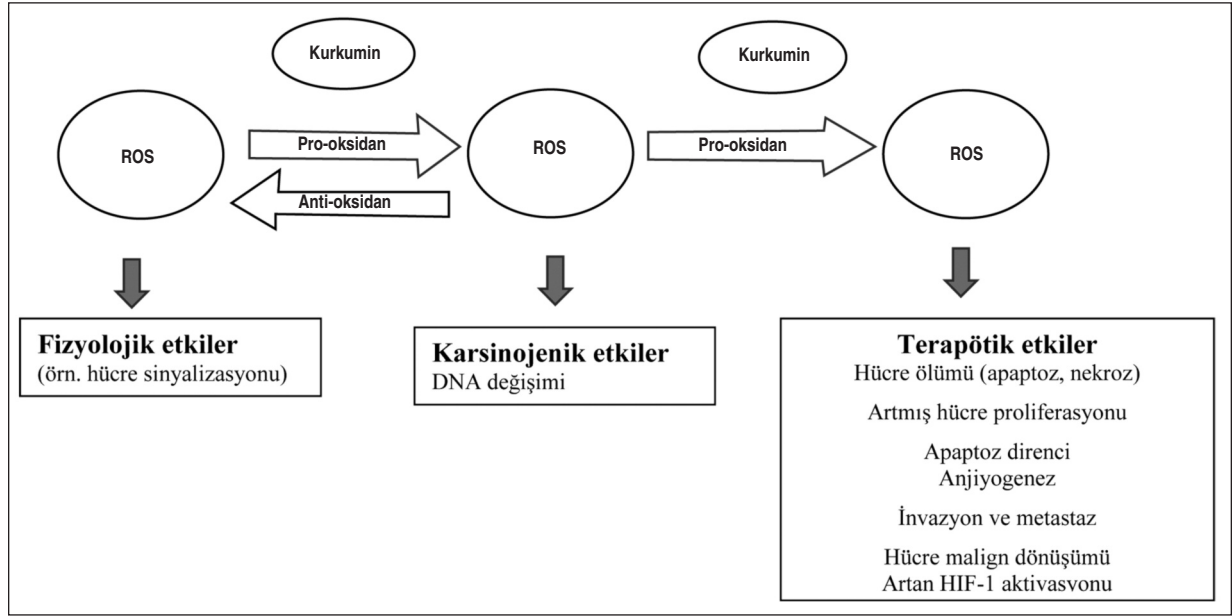 Kurkumin
Kurkumin
ROS
Pro-oksidan
Anti-oksidan
ROS
Pro-oksidan
ROS
Fizyolojik etkiler
(örn. hücre sinyalizasyonu)
Karsinojenik etkiler
DNA değişimi
Terapötik etkiler
Hücre ölümü (apaptoz, nekroz)
Artmış hücre proliferasyonu
Apaptoz direnci
Anjiyogenez
İnvazyon ve metastaz
Hücre malign dönüşümü
Artan HIF-1 aktivasvonu